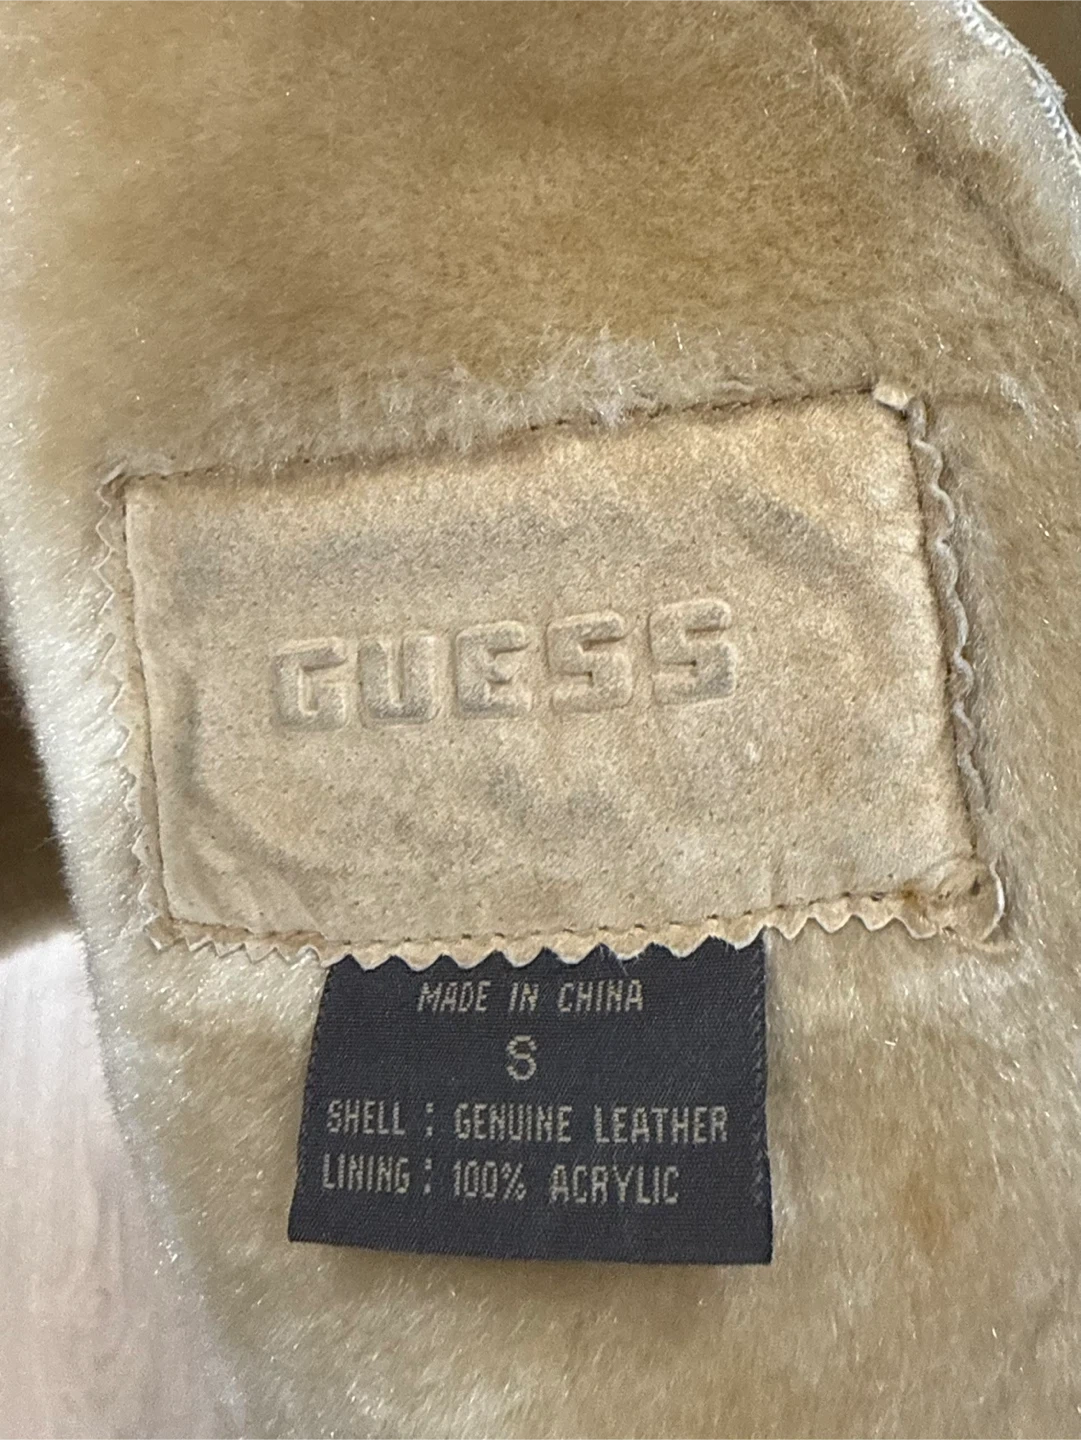 GUESS
MADE IN CHINA
S
SHELL : GENUINE LEATHER
LINING : 100% ACRYLIC